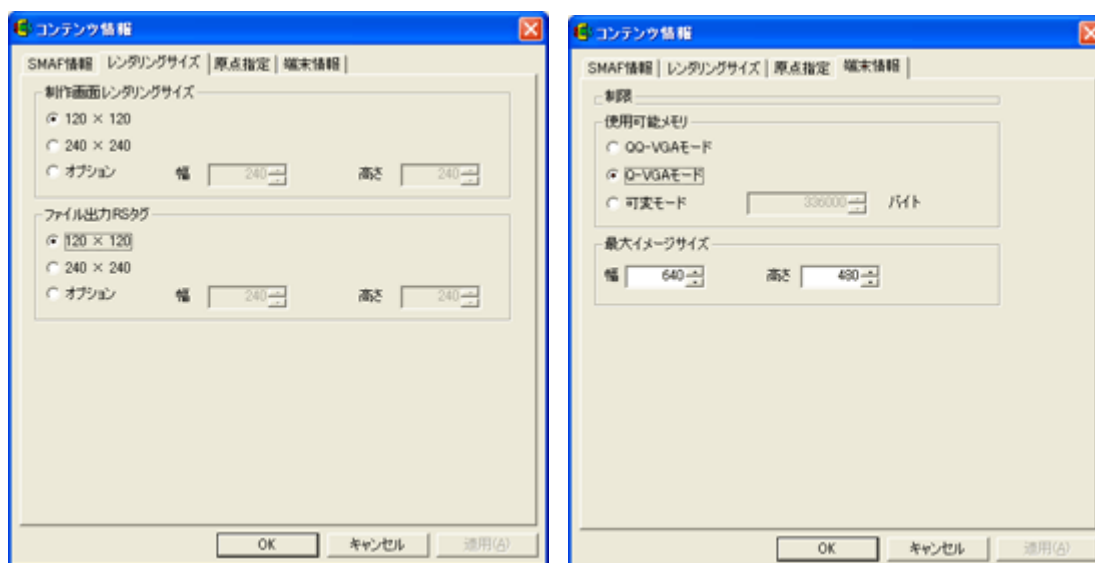 コンテンツ情報
SMAF情報 レンダリングサイズ 原点指定 端末情報
制作画面レンダリングサイズ
120 × 120
240 × 240
オプション 幅 240 高さ 240
ファイル出力RSタグ
120 × 120
240 × 240
オプション 幅 240 高さ 240
OK キャンセル 適用(A)
コンテンツ情報
SMAF情報 レンダリングサイズ 原点指定 端末情報
制限
使用可能メモリ
QQ-VGAモード
Q-VGAモード
可変モード 336000 バイト
最大イメージサイズ
幅 640 高さ 480
OK キャンセル 適用(A)